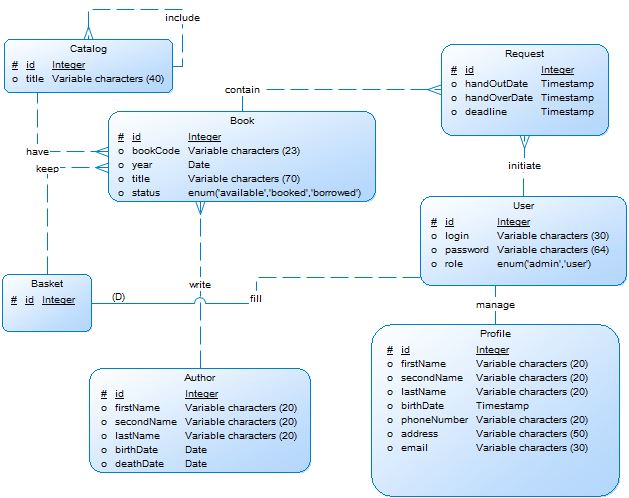 include
Catalog
# id Integer
o title Variable characters (40)
Request
# id Integer
o handOutDate Timestamp
o handOverDate Timestamp
o deadline Timestamp
contain
Book
# id Integer
o bookCode Variable characters (23)
o year Date
o title Variable characters (70)
o status enum('available','booked','borrowed')
have
keep
initiate
User
# id Integer
o login Variable characters (30)
o password Variable characters (64)
o role enum('admin','user')
Basket
# id Integer
(D)
write
fill
manage
Profile
# id Integer
o firstName Variable characters (20)
o secondName Variable characters (20)
o lastName Variable characters (20)
o birthDate Timestamp
o phoneNumber Variable characters (20)
o address Variable characters (50)
o email Variable characters (30)
Author
# id Integer
o firstName Variable characters (20)
o secondName Variable characters (20)
o lastName Variable characters (20)
o birthDate Date
o deathDate Date